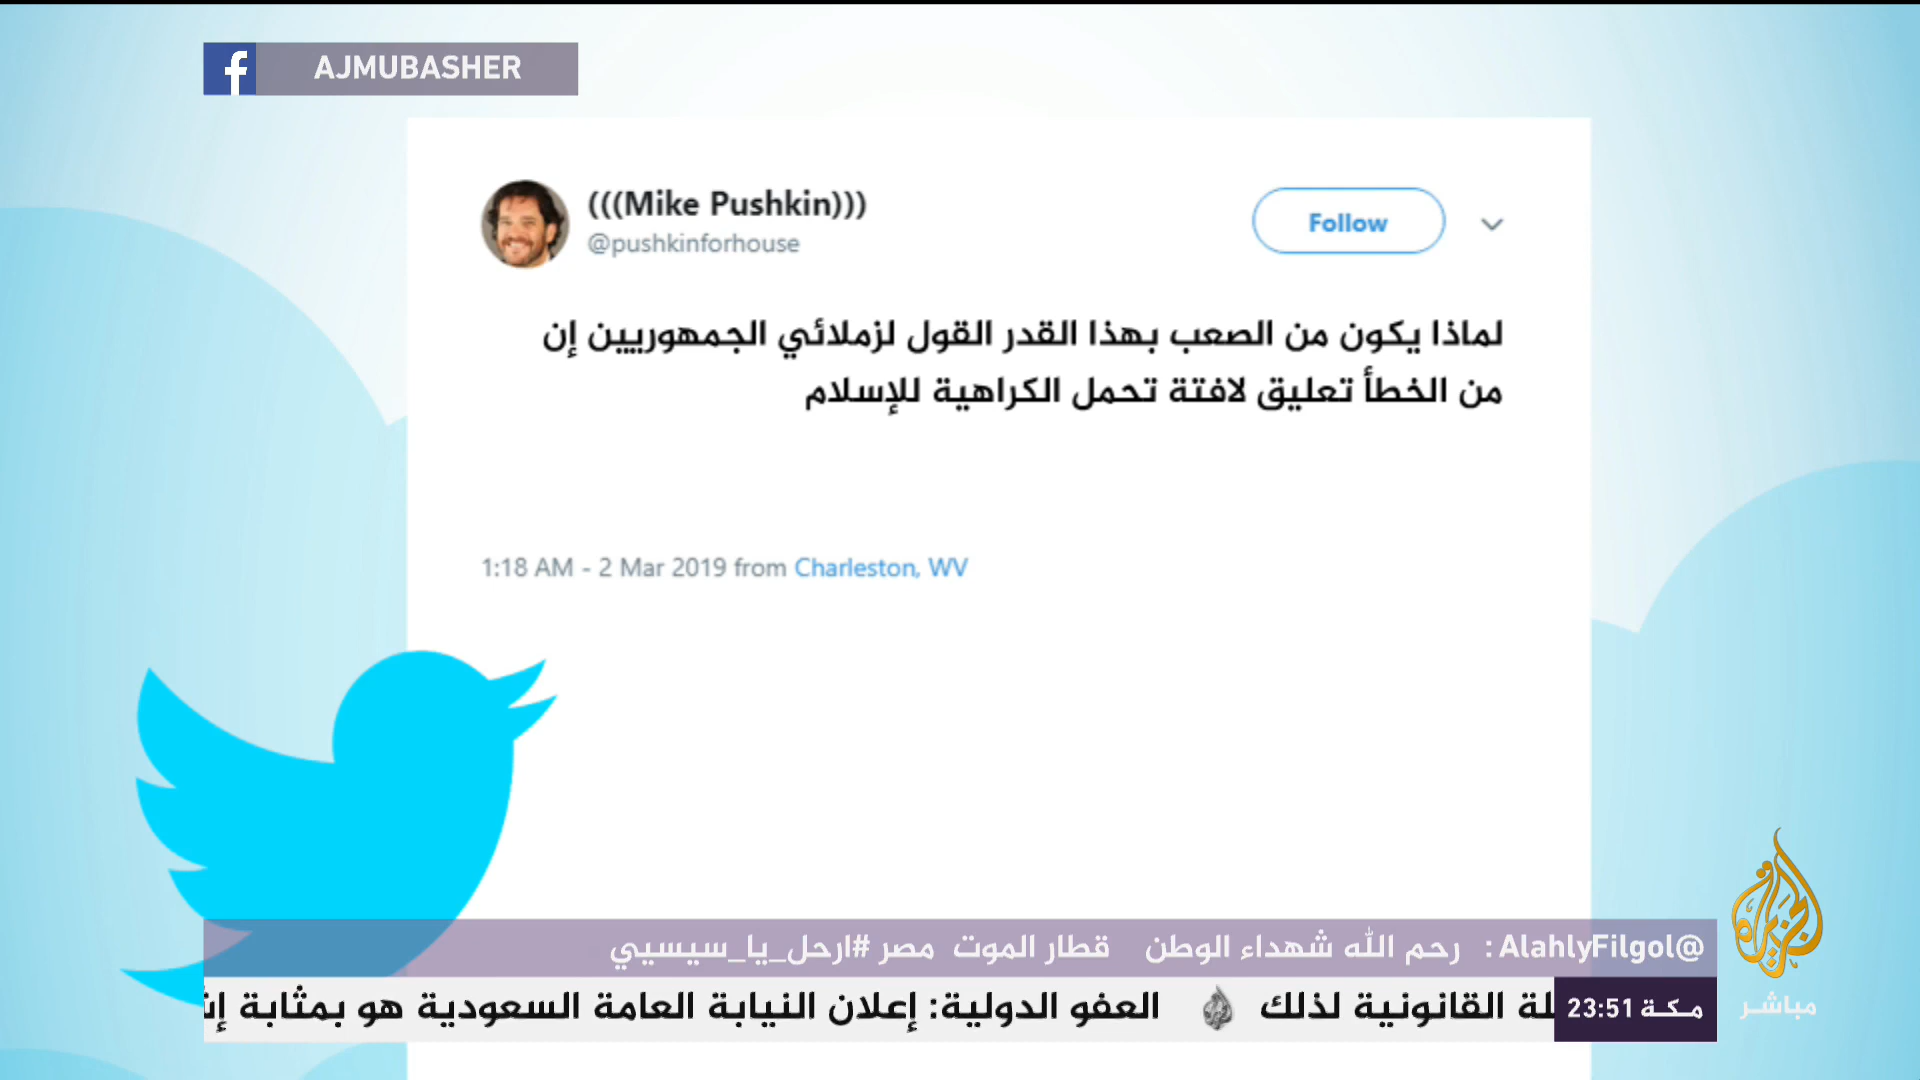 AJMUBASHER
(((Mike Pushkin)))
@pushkinforhouse
Follow
لماذا يكون من الصعب بهذا القدر القول لزملائي الجمهوريين إن
من الخطأ تعليق لافتة تحمل الكراهية للإسلام
1:18 AM - 2 Mar 2019 from Charleston, WV
@AlahlyFilgol : رحم الله شهداء الوطن قطار الموت مصر #ارحل_يا_سيسيي
مكة 23:51
لة القانونية لذلك العفو الدولية: إعلان النيابة العامة السعودية هو بمثابة
الجزيرة
مباشر